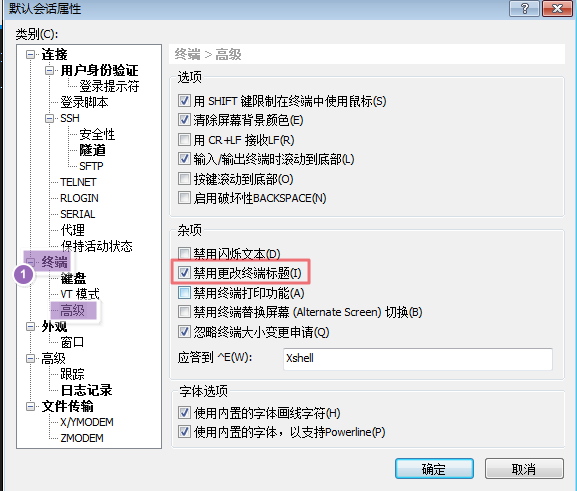 默认会话属性
类别(C):
连接
用户身份验证
登录提示符
登录脚本
SSH
安全性
隧道
SFTP
TELNET
RLOGIN
SERIAL
代理
保持活动状态
终端
1
键盘
VT 模式
高级
外观
窗口
高级
跟踪
日志记录
文件传输
X/YMODEM
ZMODEM
终端 > 高级
选项
用 SHIFT 键限制在终端中使用鼠标(S)
清除屏幕背景颜色(E)
用 CR+LF 接收LF(R)
输入/输出终端时滚动到底部(L)
按键滚动到底部(O)
启用破坏性BACKSPACE(N)
杂项
禁用闪烁文本(D)
禁用更改终端标题(I)
禁用终端打印功能(A)
禁用终端替换屏幕 (Alternate Screen) 切换(B)
忽略终端大小变更申请(Q)
应答到 ^E(W):
Xshell
字体选项
使用内置的字体画线字符(H)
使用内置的字体，以支持Powerline(P)
确定
取消